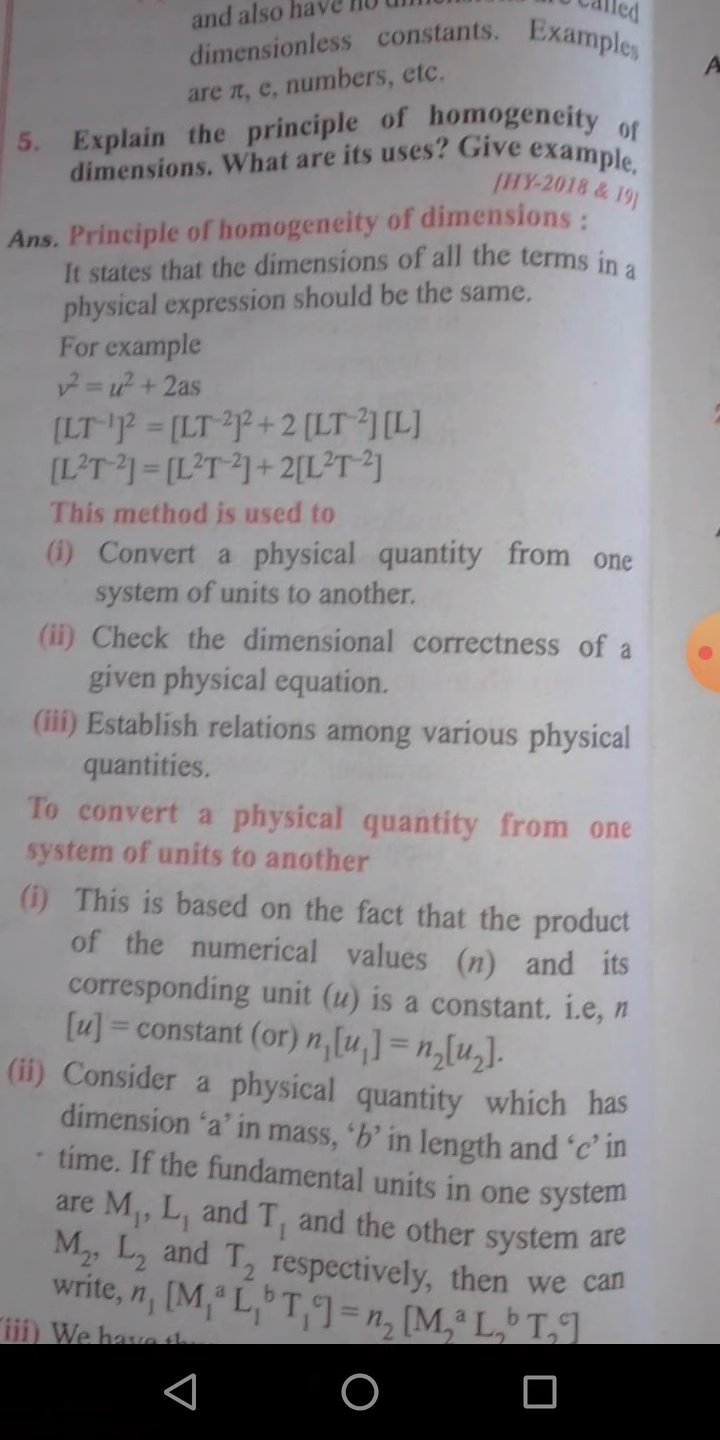 and also have no
called
dimensionless constants. Examples
are π, e, numbers, etc.
5. Explain the principle of homogeneity of
dimensions. What are its uses? Give example.
[HY-2018 & 19]
Ans. Principle of homogeneity of dimensions :
It states that the dimensions of all the terms in a
physical expression should be the same.
For example
v² = u² + 2as
[LT⁻¹]² = [LT⁻²]² + 2 [LT⁻²] [L]
[L²T⁻²] = [L²T⁻²] + 2[L²T⁻²]
This method is used to
(i) Convert a physical quantity from one
system of units to another.
(ii) Check the dimensional correctness of a
given physical equation.
(iii) Establish relations among various physical
quantities.
To convert a physical quantity from one
system of units to another
(i) This is based on the fact that the product
of the numerical values (n) and its
corresponding unit (u) is a constant. i.e, n
[u] = constant (or) n₁[u₁] = n₂[u₂].
(ii) Consider a physical quantity which has
dimension ‘a’ in mass, ‘b’ in length and ‘c’ in
time. If the fundamental units in one system
are M₁, L₁ and T₁ and the other system are
M₂, L₂ and T₂ respectively, then we can
write, n₁ [M₁ᵃ L₁ᵇ T₁ᶜ] = n₂ [M₂ᵃ L₂ᵇ T₂ᶜ]
(iii) We have